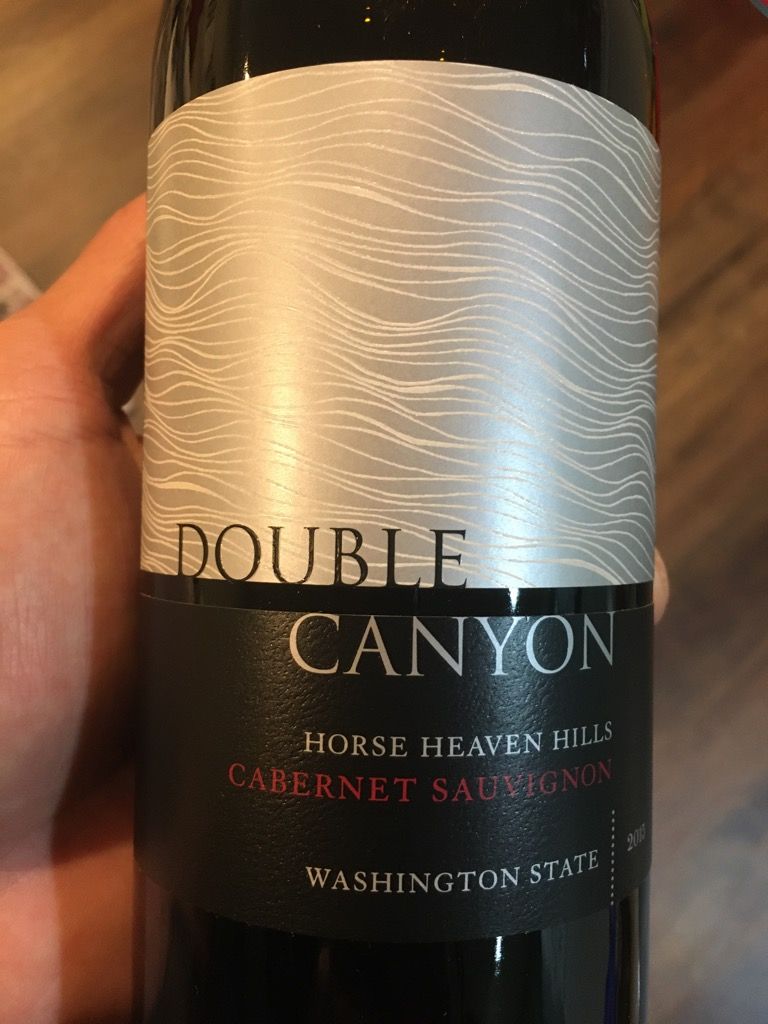 DOUBLE
CANYON
HORSE HEAVEN HILLS
CABERNET SAUVIGNON
WASHINGTON STATE